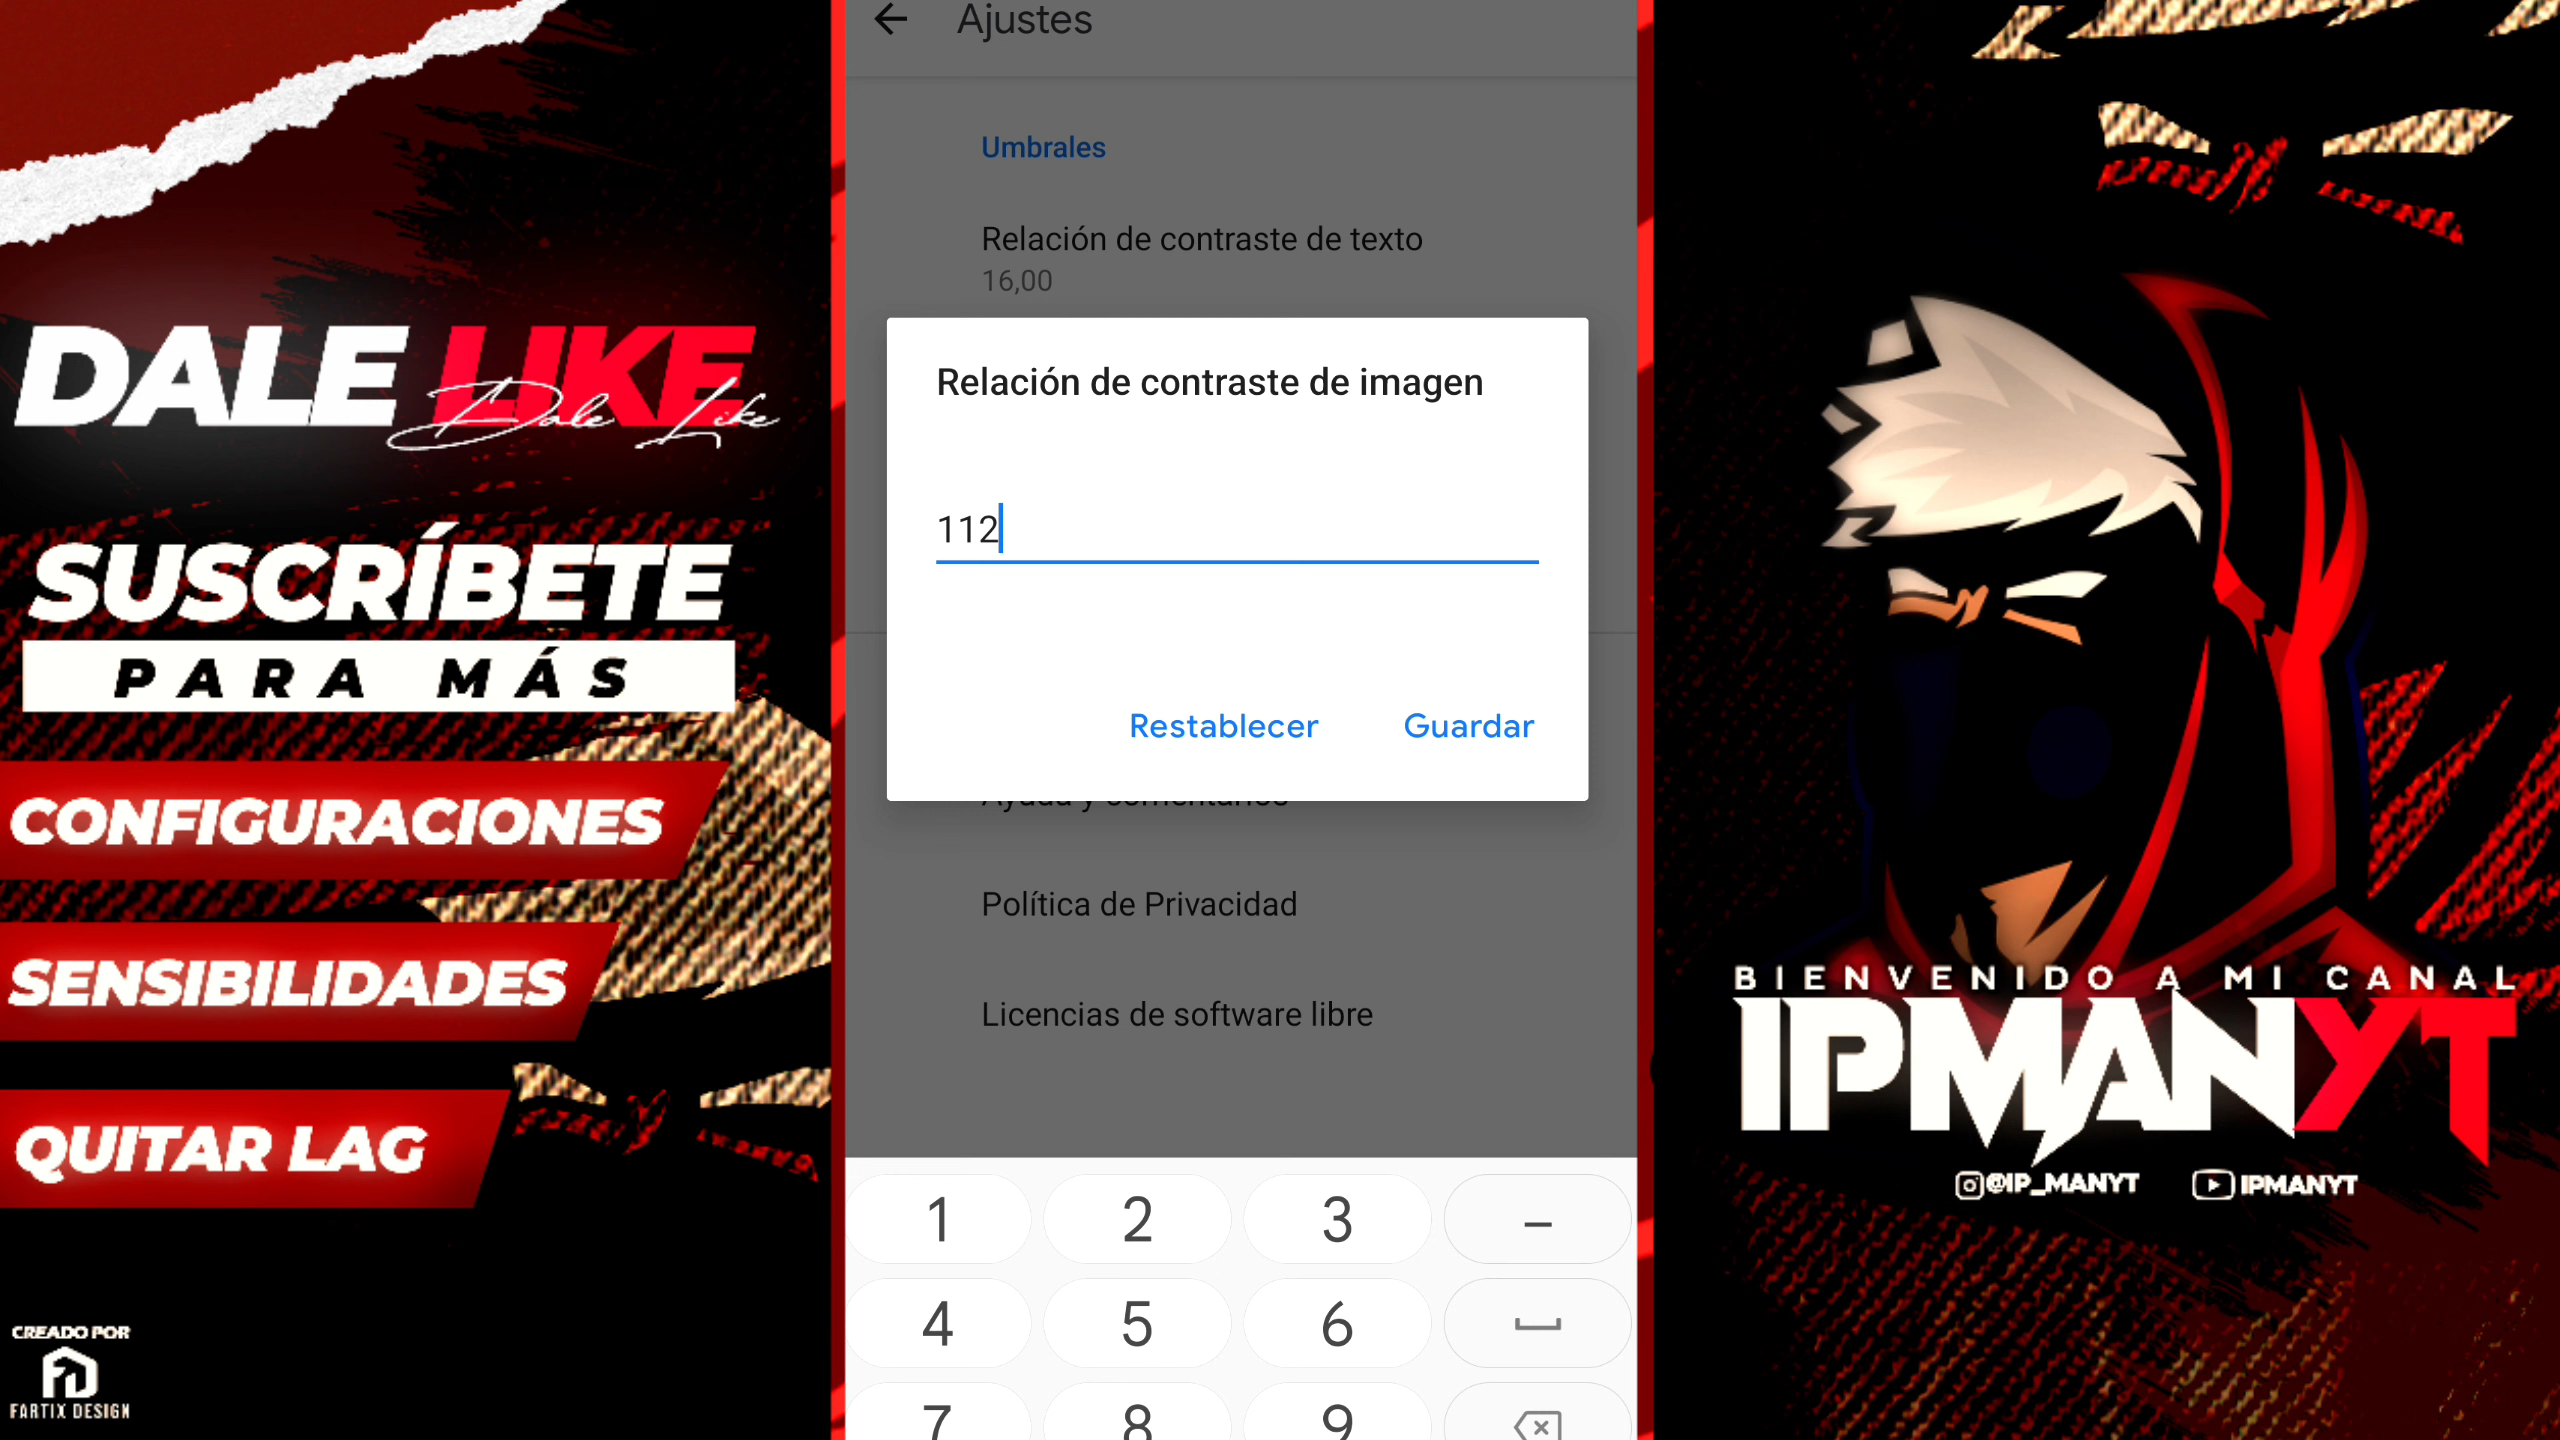 DALE LIKE
Dale Like
SUSCRÍBETE
PARA MÁS
CONFIGURACIONES
SENSIBILIDADES
QUITAR LAG
CREADO POR
FARTIX DESIGN
Ajustes
Umbrales
Relación de contraste de texto
16,00
Relación de contraste de imagen
112
Restablecer Guardar
Ayuda y comentarios
Política de Privacidad
Licencias de software libre
1 2 3 –
4 5 6
7 8 9
BIENVENIDO A MI CANAL
IPMANYT
@IP_MANYT IPMANYT